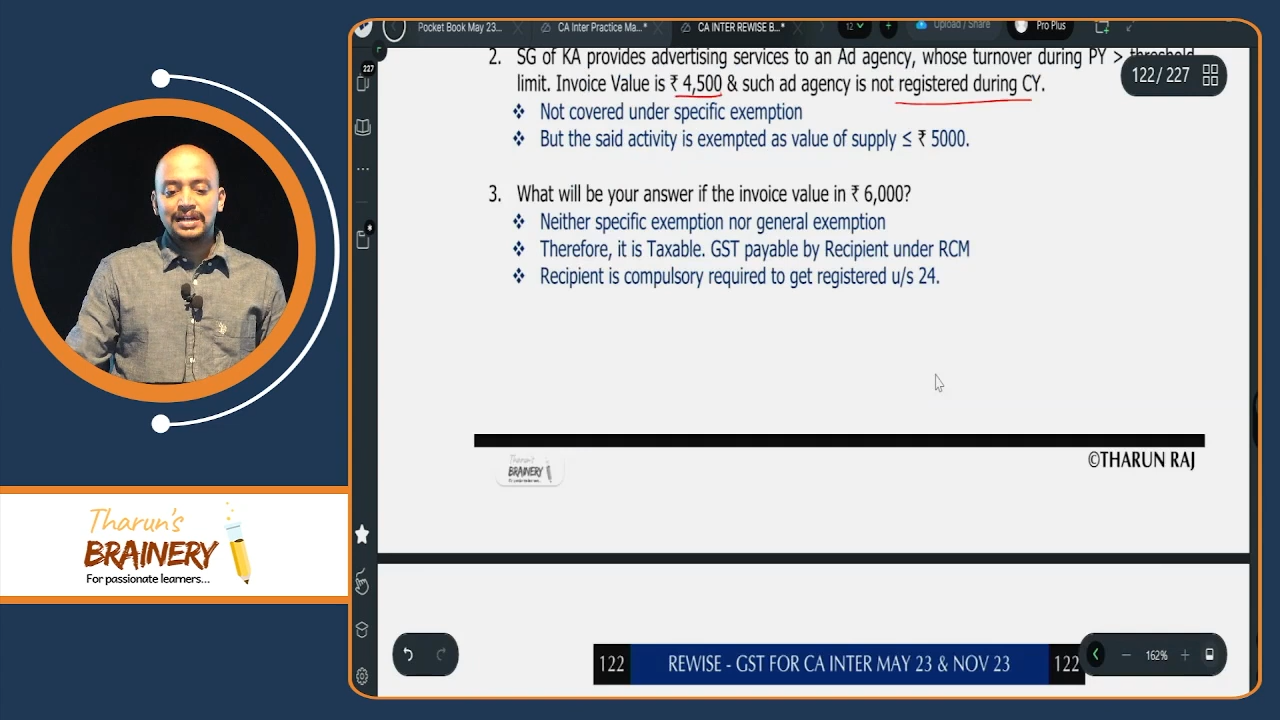 Pocket Book May 23...
CA Inter Practice Ma...*
CA INTER REWISE B...*
12
Upload / Share
Pro Plus
227
122 / 227
2. SG of KA provides advertising services to an Ad agency, whose turnover during PY > threshold
limit. Invoice Value is ₹ 4,500 & such ad agency is not registered during CY.
❖ Not covered under specific exemption
❖ But the said activity is exempted as value of supply ≤ ₹ 5000.
3. What will be your answer if the invoice value in ₹ 6,000?
❖ Neither specific exemption nor general exemption
❖ Therefore, it is Taxable. GST payable by Recipient under RCM
❖ Recipient is compulsory required to get registered u/s 24.
Tharun's
BRAINERY
©THARUN RAJ
Tharun's
BRAINERY
For passionate learners...
122 REWISE - GST FOR CA INTER MAY 23 & NOV 23 122
162%